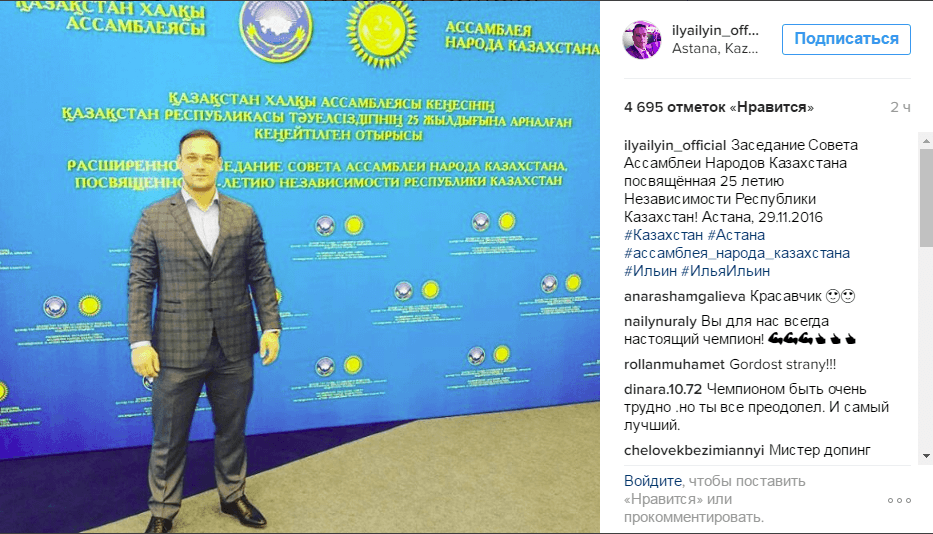 ҚАЗАҚСТАН ХАЛҚЫ
АССАМБЛЕЯСЫ
25
АССАМБЛЕЯ
НАРОДА КАЗАХСТАНА
ҚАЗАҚСТАН ХАЛҚЫ АССАМБЛЕЯСЫ КЕҢЕСІНІҢ
ҚАЗАҚСТАН РЕСПУБЛИКАСЫ ТӘУЕЛСІЗДІГІНІҢ 25 ЖЫЛДЫҒЫНА АРНАЛҒАН
КЕҢЕЙТІЛГЕН ОТЫРЫСЫ
РАСШИРЕННО ЕДАНИЕ СОВЕТА АССАМБЛЕИ НАРОДА КАЗАХСТАНА,
ПОСВЯЩЕННО -ЛЕТИЮ НЕЗАВИСИМОСТИ РЕСПУБЛИКИ КАЗАХСТАН
ilyailyin_off...
Astana, Kaz...
Подписаться
4 695 отметок «Нравится»
2 ч
ilyailyin_official Заседание Совета
Ассамблеи Народов Казахстана
посвящённая 25 летию
Независимости Республики
Казахстан! Астана, 29.11.2016
#Казахстан #Астана
#ассамблея_народа_казахстана
#Ильин #ИльяИльин
anarashamgalieva Красавчик
nailynuraly Вы для нас всегда
настоящий чемпион!
rollanmuhamet Gordost strany!!!
dinara.10.72 Чемпионом быть очень
трудно .но ты все преодолел. И самый
лучший.
chelovekbezimiannyi Мистер допинг
Войдите, чтобы поставить
«Нравится» или
прокомментировать.